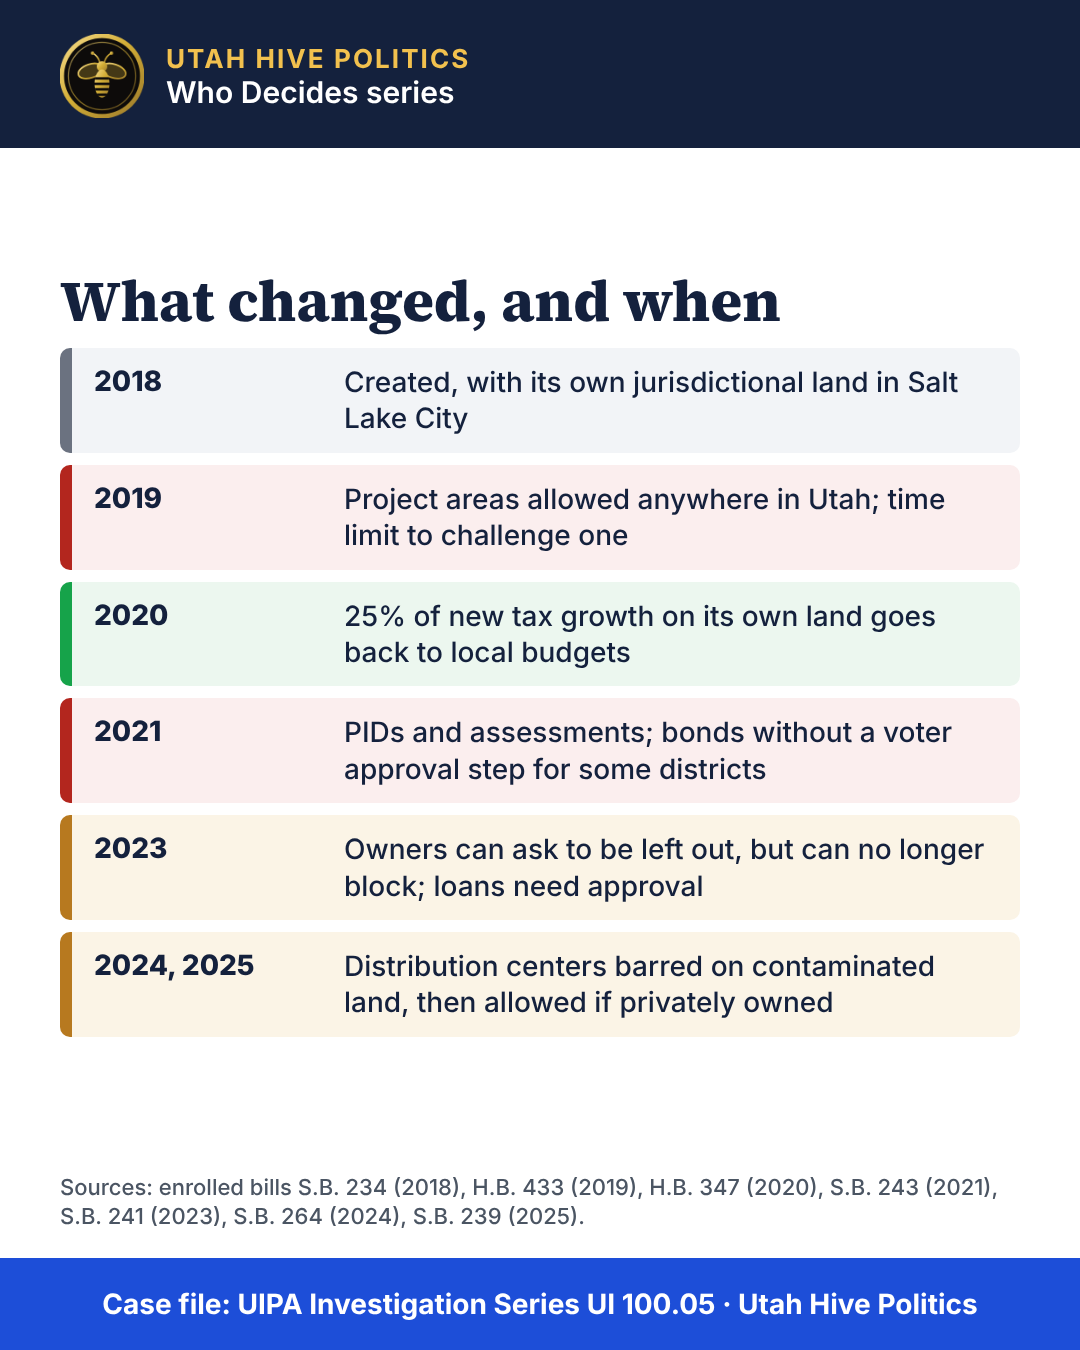 UTAH HIVE POLITICS
Who Decides series
What changed, and when
2018
Created, with its own jurisdictional land in Salt
Lake City
2019
Project areas allowed anywhere in Utah; time
limit to challenge one
2020
25% of new tax growth on its own land goes
back to local budgets
2021
PIDs and assessments; bonds without a voter
approval step for some districts
2023
Owners can ask to be left out, but can no longer
block; loans need approval
2024, 2025
Distribution centers barred on contaminated
land, then allowed if privately owned
Sources: enrolled bills S.B. 234 (2018), H.B. 433 (2019), H.B. 347 (2020), S.B. 243 (2021),
S.B. 241 (2023), S.B. 264 (2024), S.B. 239 (2025).
Case file: UIPA Investigation Series UI 100.05 · Utah Hive Politics